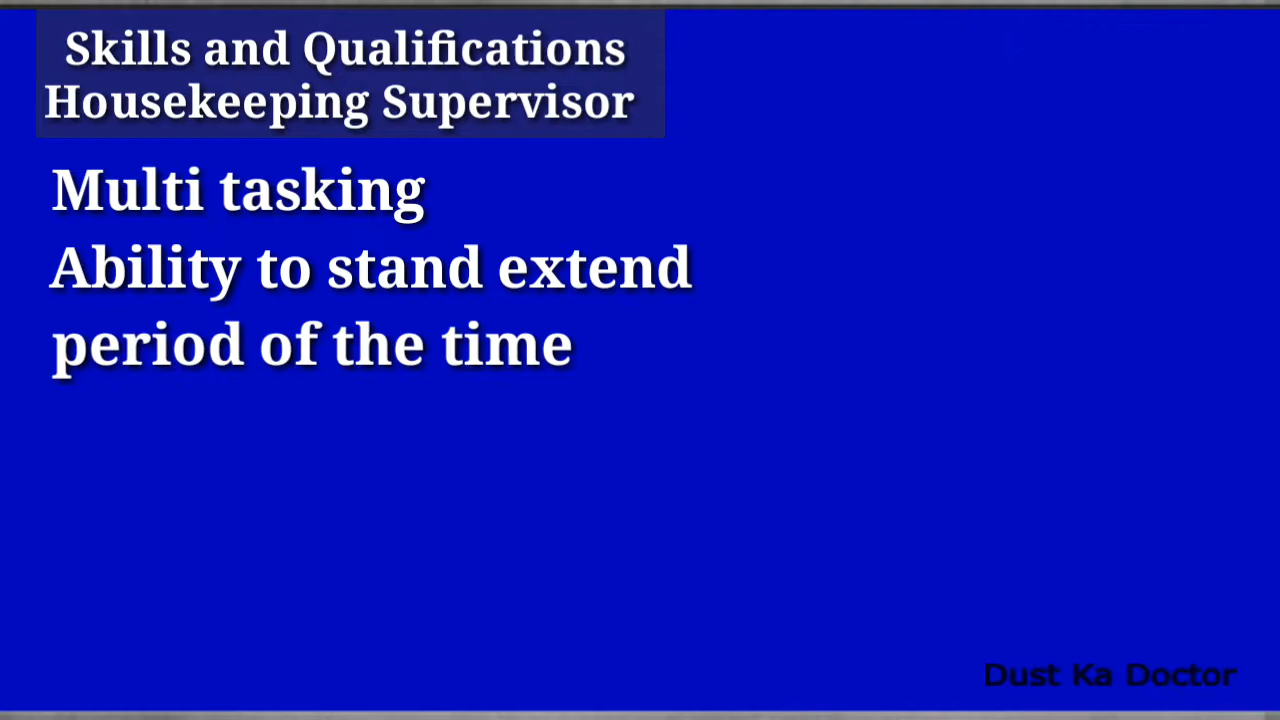 Skills and Qualifications
Housekeeping Supervisor
Multi tasking
Ability to stand extend
period of the time
Dust Ka Doctor